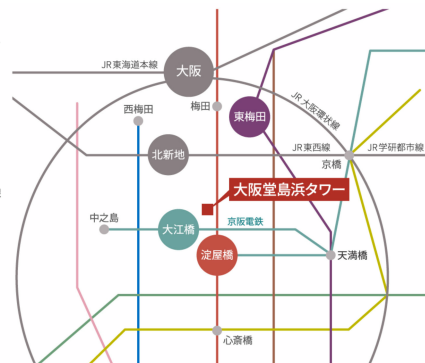 JR東海道本線
大阪
JR大阪環状線
西梅田
梅田
東梅田
北新地
JR東西線
JR学研都市線
京橋
大阪堂島浜タワー
中之島
大江橋
京阪電鉄
淀屋橋
天満橋
心斎橋